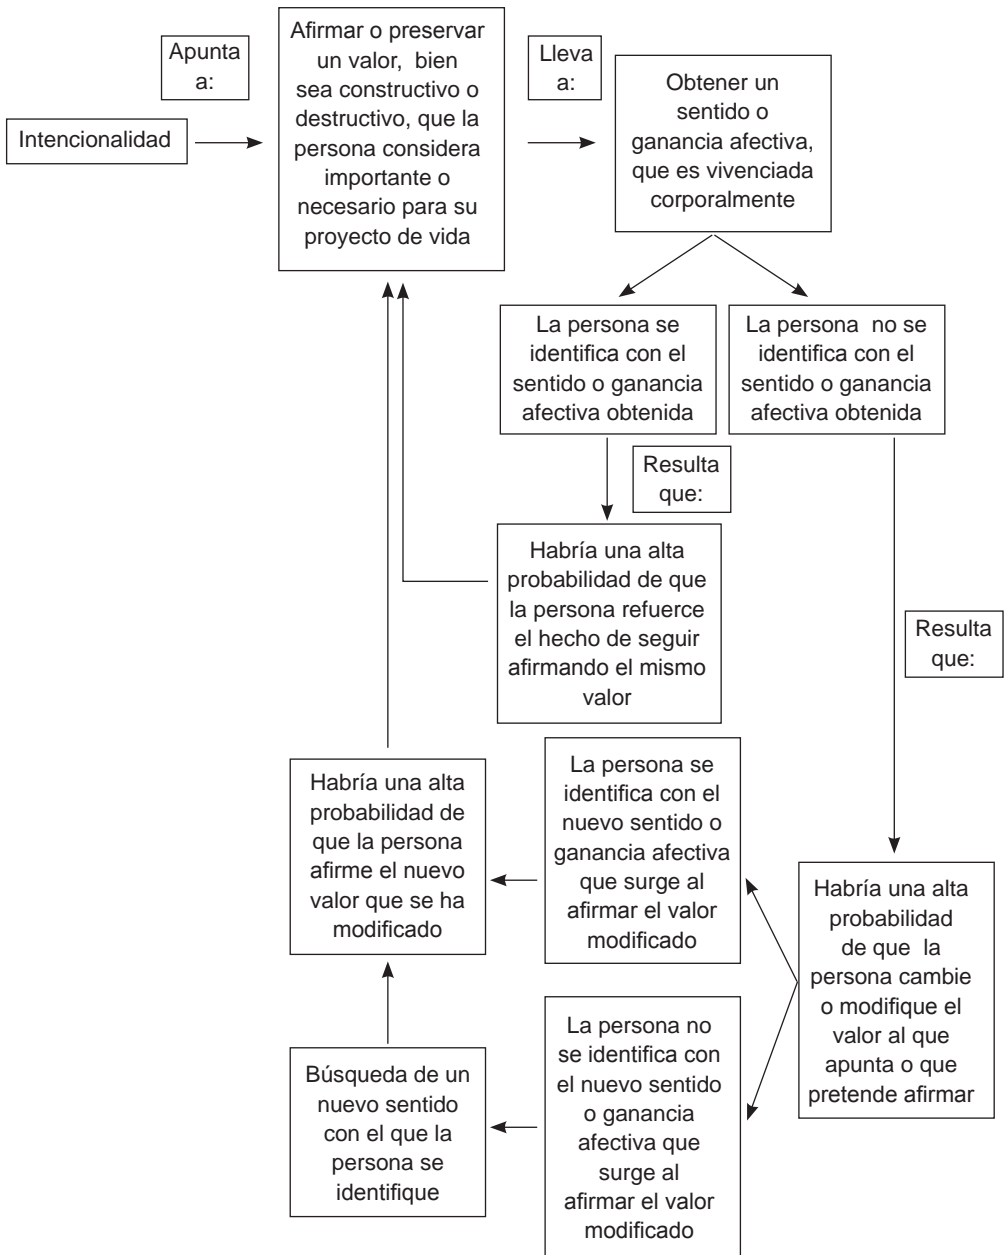 Intencionalidad
Apunta
a:
Afirmar o preservar
un valor, bien
sea constructivo o
destructivo, que la
persona considera
importante o
necesario para su
proyecto de vida
Lleva
a:
Obtener un
sentido o
ganancia afectiva,
que es vivenciada
corporalmente
La persona se
identifica con el
sentido o ganancia
afectiva obtenida
La persona no se
identifica con el
sentido o ganancia
afectiva obtenida
Resulta
que:
Habría una alta
probabilidad de que
la persona refuerce
el hecho de seguir
afirmando el mismo
valor
Resulta
que:
Habría una alta
probabilidad
de que la
persona cambie
o modifique el
valor al que
apunta o que
pretende afirmar
La persona se
identifica con el
nuevo sentido o
ganancia afectiva
que surge al
afirmar el valor
modificado
Habría una alta
probabilidad de
que la persona
afirme el nuevo
valor que se ha
modificado
La persona no
se identifica con
el nuevo sentido
o ganancia
afectiva que
surge al
afirmar el valor
modificado
Búsqueda de un
nuevo sentido
con el que la
persona se
identifique